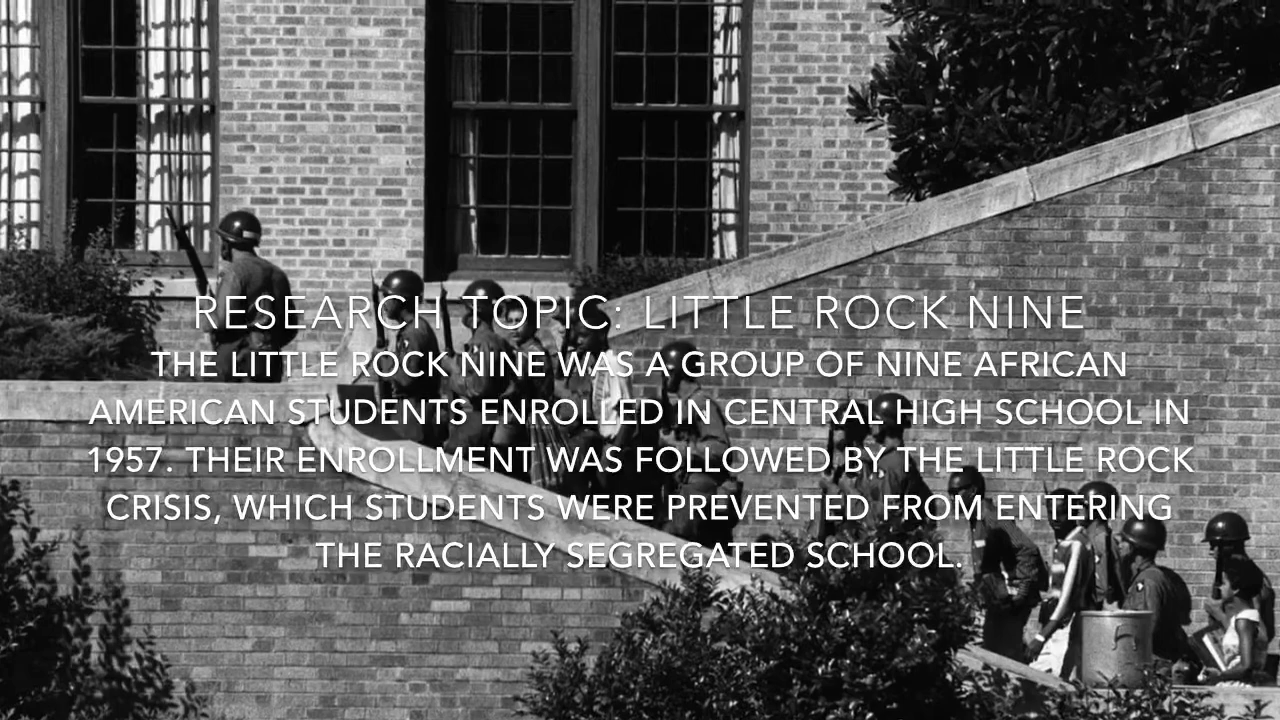 RESEARCH TOPIC: LITTLE ROCK NINE
THE LITTLE ROCK NINE WAS A GROUP OF NINE AFRICAN
AMERICAN STUDENTS ENROLLED IN CENTRAL HIGH SCHOOL IN
1957. THEIR ENROLLMENT WAS FOLLOWED BY THE LITTLE ROCK
CRISIS, WHICH STUDENTS WERE PREVENTED FROM ENTERING
THE RACIALLY SEGREGATED SCHOOL.